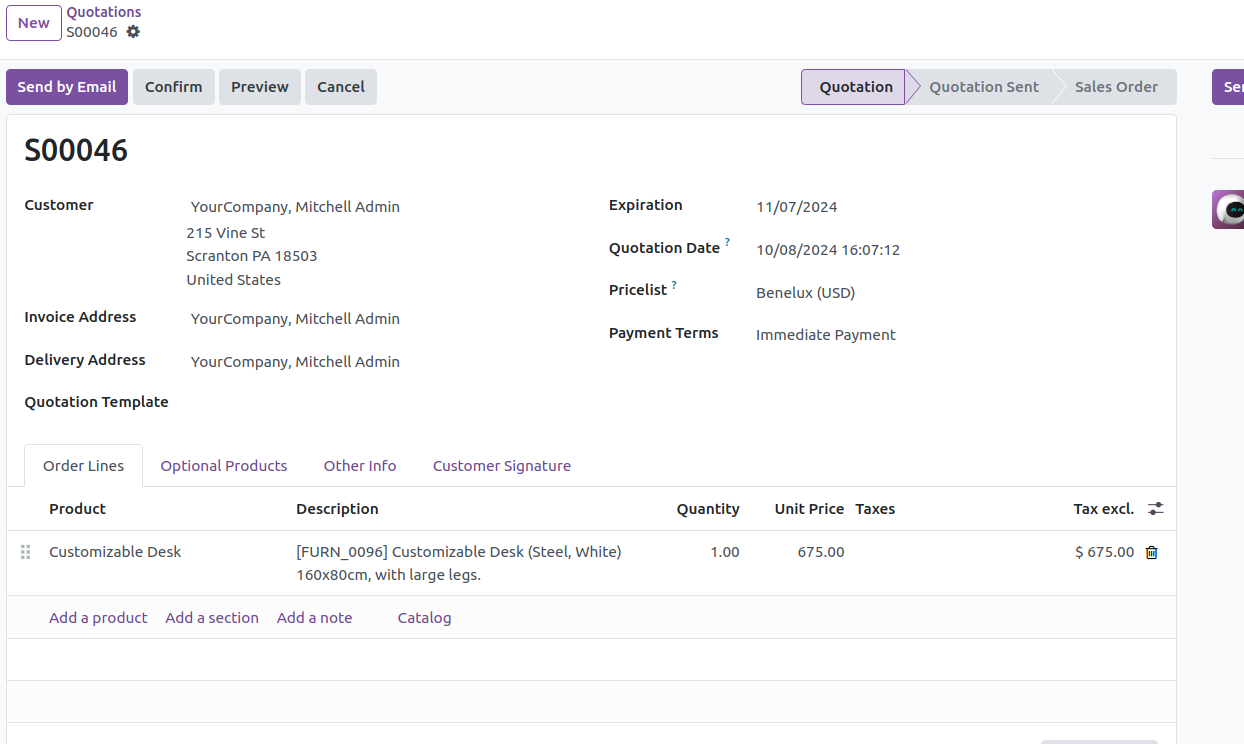 New
Quotations
S00046
Send by Email Confirm Preview Cancel Quotation Quotation Sent Sales Order
S00046
Customer YourCompany, Mitchell Admin
215 Vine St
Scranton PA 18503
United States
Invoice Address YourCompany, Mitchell Admin
Delivery Address YourCompany, Mitchell Admin
Quotation Template
Expiration 11/07/2024
Quotation Date ? 10/08/2024 16:07:12
Pricelist ? Benelux (USD)
Payment Terms Immediate Payment
Order Lines Optional Products Other Info Customer Signature
Product Description Quantity Unit Price Taxes Tax excl.
Customizable Desk [FURN_0096] Customizable Desk (Steel, White) 1.00 675.00 $ 675.00
160x80cm, with large legs.
Add a product Add a section Add a note Catalog